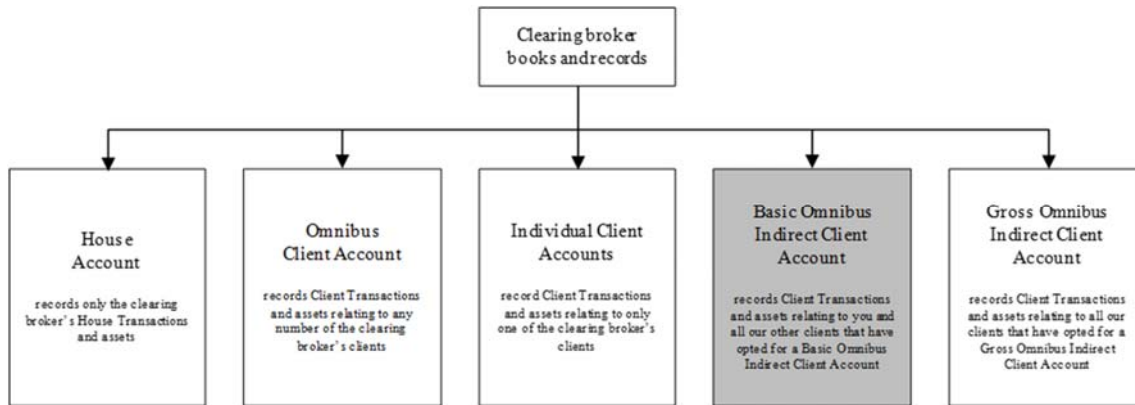 Clearing broker
books and records
House
Account
records only the clearing
broker's House Transactions
and assets
Omnibus
Client Account
records Client Transactions
and assets relating to any
number of the clearing
broker's clients
Individual Client
Accounts
record Client Transactions
and assets relating to only
one of the clearing broker's
clients
Basic Omnibus
Indirect Client
Account
records Client Transactions
and assets relating to you and
all our other clients that have
opted for a Basic Omnibus
Indirect Client Account
Gross Omnibus
Indirect Client
Account
records Client Transactions
and assets relating to all our
clients that have opted for a
Gross Omnibus Indirect
Client Account